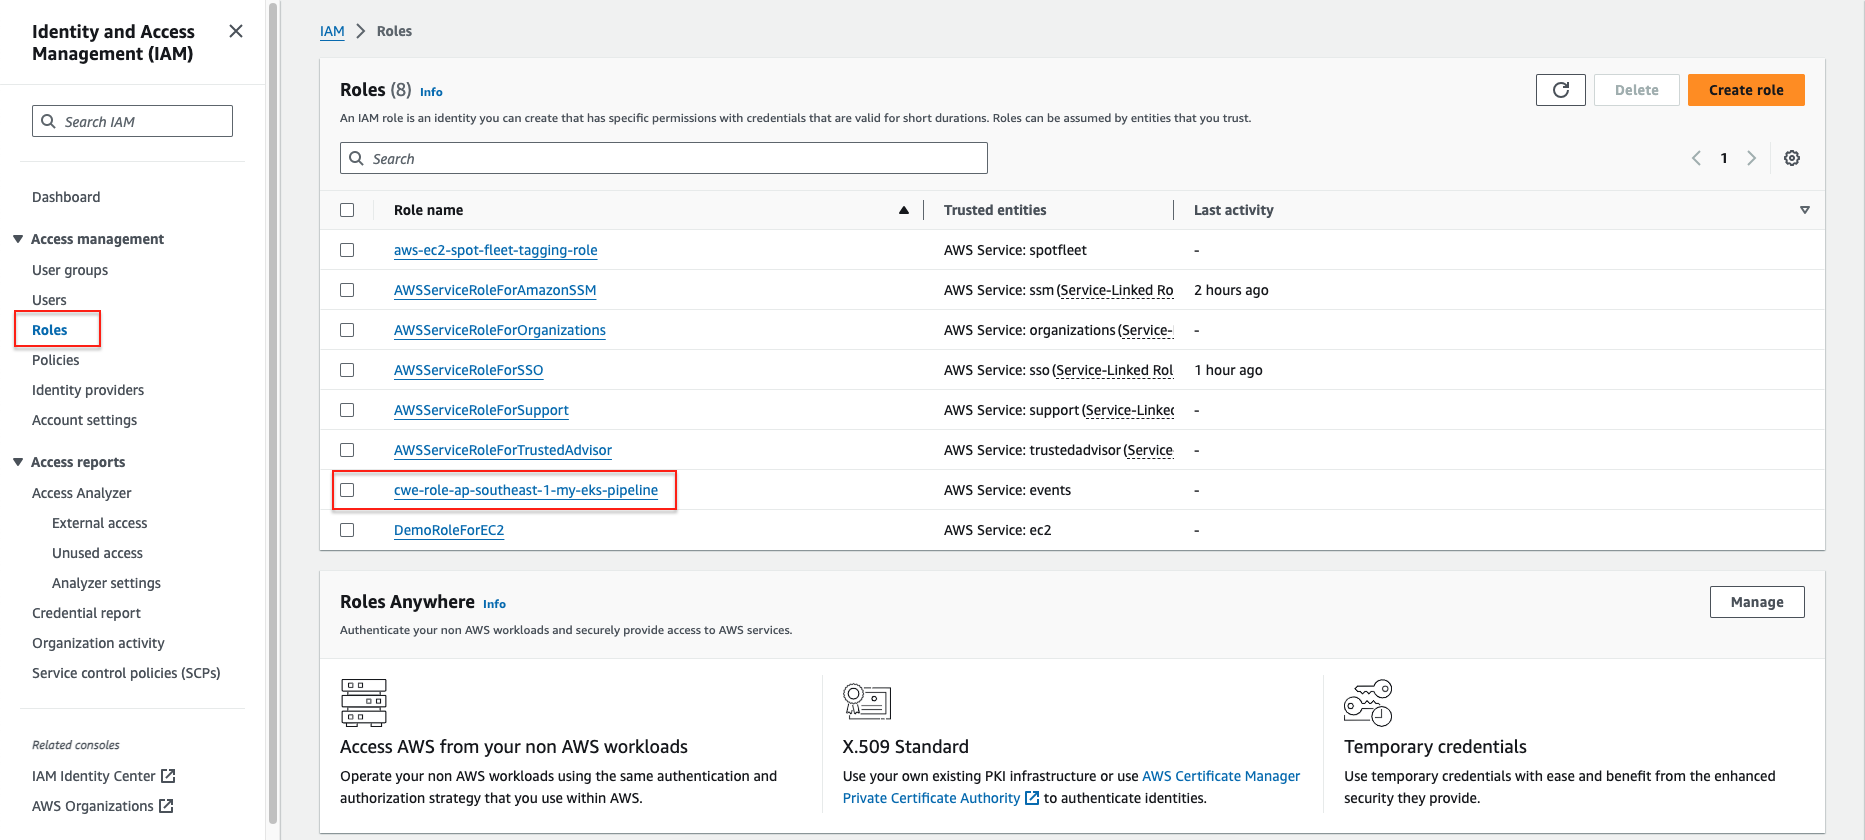 Identity and Access
Management (IAM)
Search IAM
Dashboard
Access management
User groups
Users
Roles
Policies
Identity providers
Account settings
Access reports
Access Analyzer
External access
Unused access
Analyzer settings
Credential report
Organization activity
Service control policies (SCPs)
Related consoles
IAM Identity Center
AWS Organizations
IAM > Roles
Roles (8) Info
Delete
Create role
An IAM role is an identity you can create that has specific permissions with credentials that are valid for short durations. Roles can be assumed by entities that you trust.
Search
1
Role name Trusted entities Last activity
aws-ec2-spot-fleet-tagging-role AWS Service: spotfleet -
AWSServiceRoleForAmazonSSM AWS Service: ssm (Service-Linked Ro 2 hours ago
AWSServiceRoleForOrganizations AWS Service: organizations (Service- -
AWSServiceRoleForSSO AWS Service: sso (Service-Linked Rol 1 hour ago
AWSServiceRoleForSupport AWS Service: support (Service-Linked -
AWSServiceRoleForTrustedAdvisor AWS Service: trustedadvisor (Service -
cwe-role-ap-southeast-1-my-eks-pipeline AWS Service: events -
DemoRoleForEC2 AWS Service: ec2 -
Roles Anywhere Info
Manage
Authenticate your non AWS workloads and securely provide access to AWS services.
Access AWS from your non AWS workloads
Operate your non AWS workloads using the same authentication and
authorization strategy that you use within AWS.
X.509 Standard
Use your own existing PKI infrastructure or use AWS Certificate Manager
Private Certificate Authority to authenticate identities.
Temporary credentials
Use temporary credentials with ease and benefit from the enhanced
security they provide.